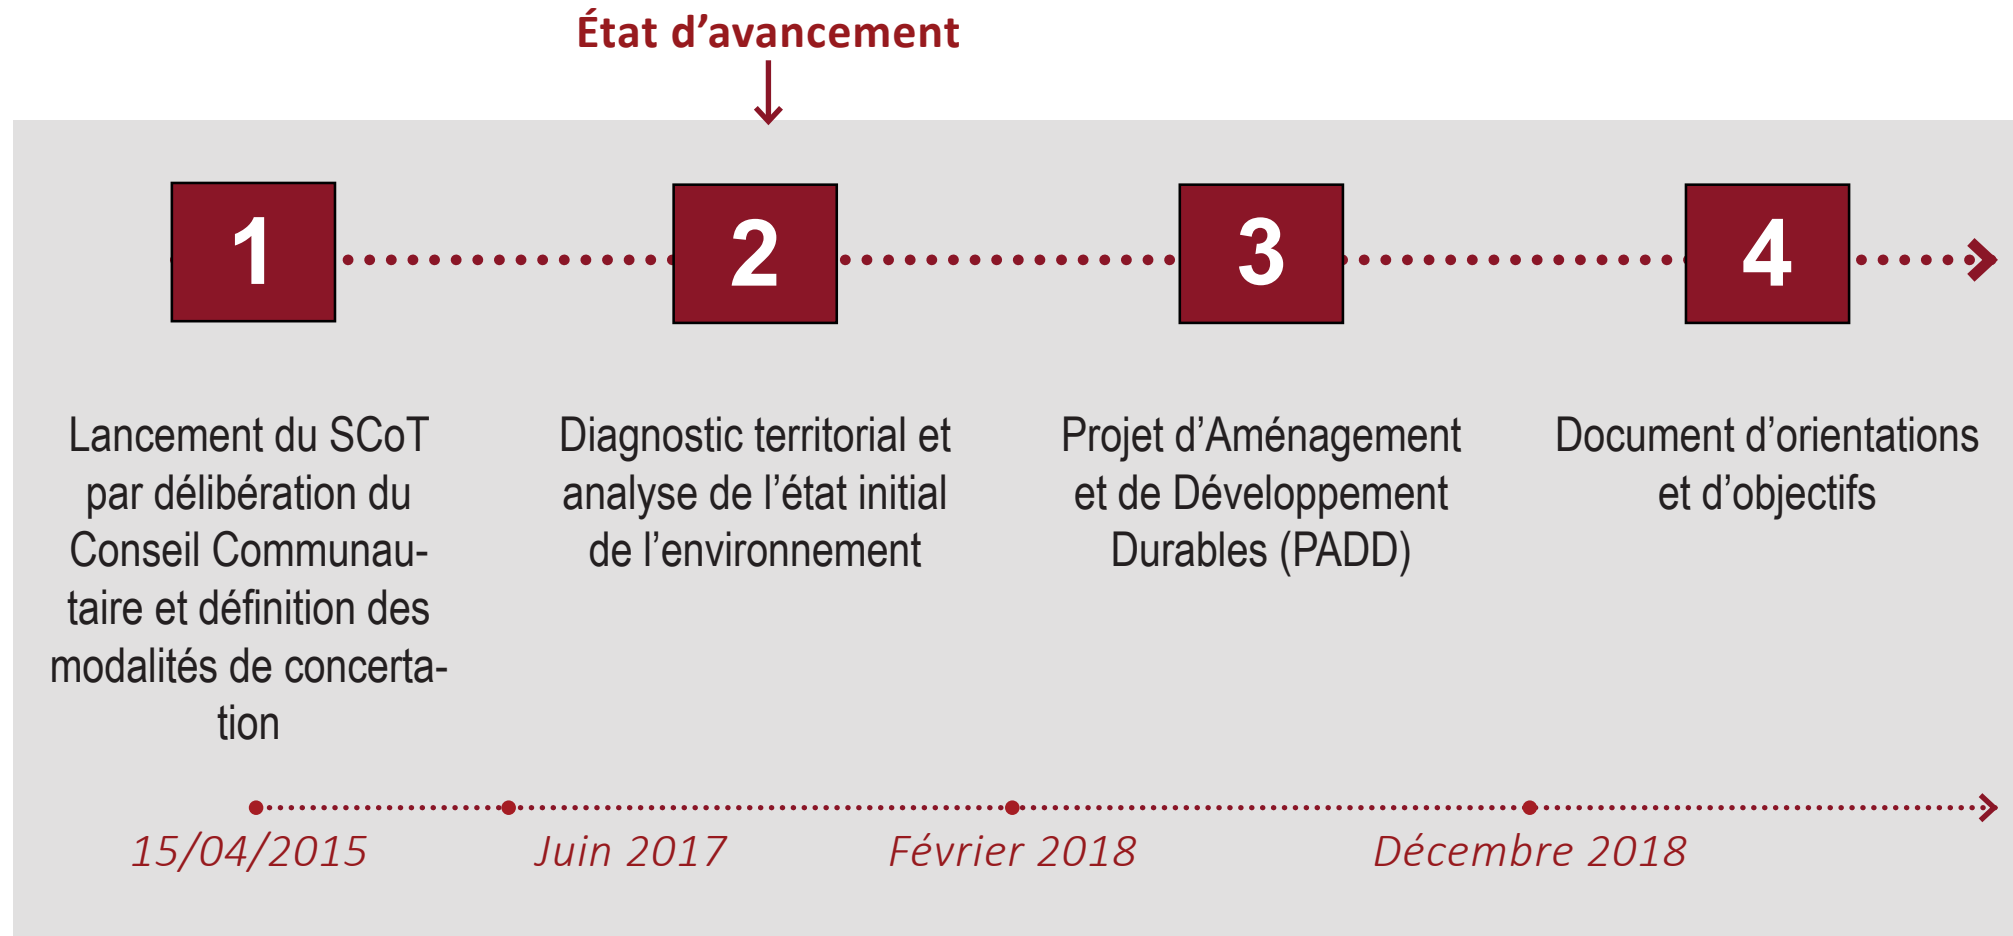 État d’avancement
1
2
3
4
Lancement du SCoT
par délibération du
Conseil Communau-
taire et définition des
modalités de concerta-
tion
Diagnostic territorial et
analyse de l’état initial
de l’environnement
Projet d’Aménagement
et de Développement
Durables (PADD)
Document d’orientations
et d’objectifs
15/04/2015
Juin 2017
Février 2018
Décembre 2018